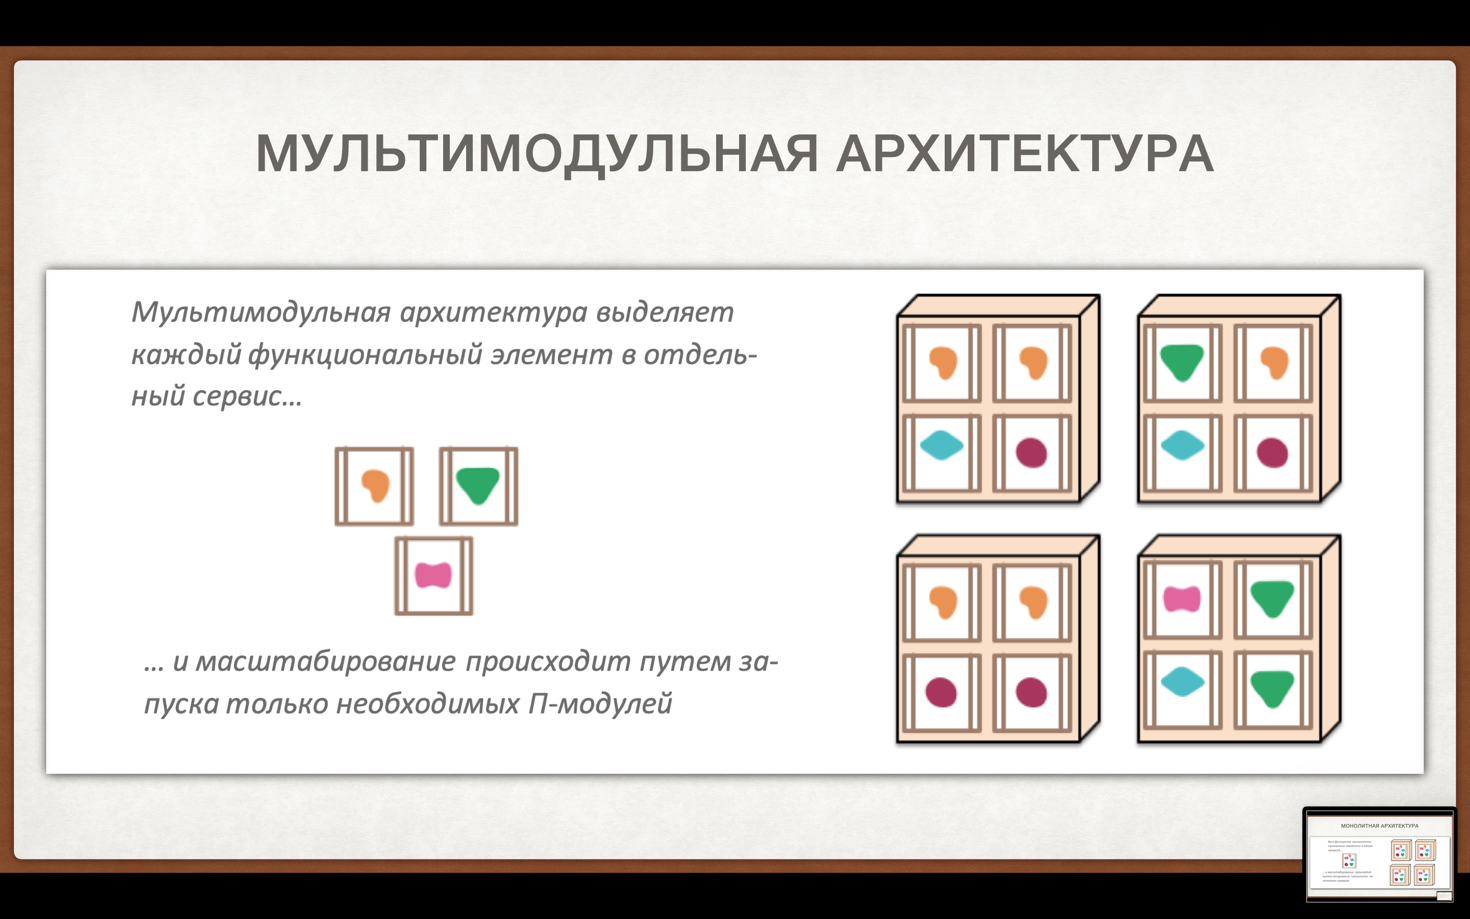 МУЛЬТИМОДУЛЬНАЯ АРХИТЕКТУРА
Мультимодульная архитектура выделяет
каждый функциональный элемент в отдель-
ный сервис...
... и масштабирование происходит путем за-
пуска только необходимых П-модулей
МОНОЛИТНАЯ АРХИТЕКТУРА